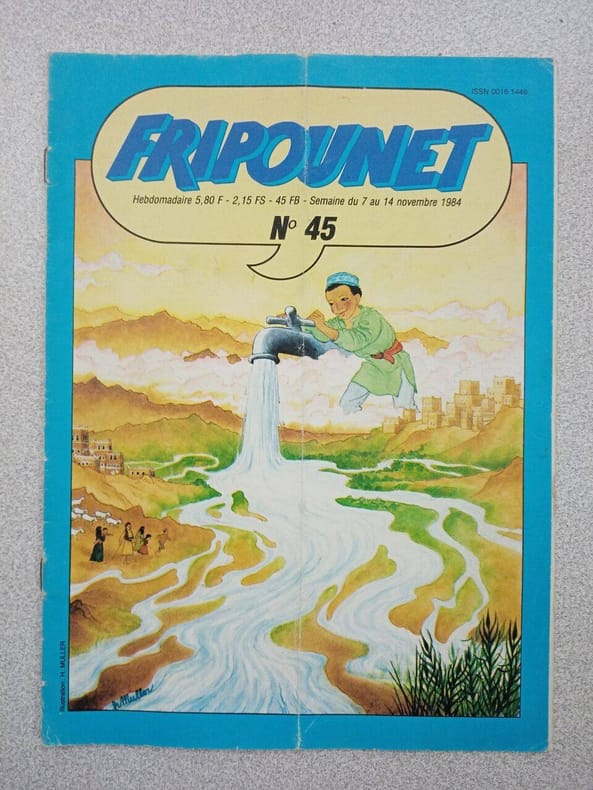 ISSN 0016 1446
FRIPOUNET
Hebdomadaire 5,80 F - 2,15 FS - 45 FB - Semaine du 7 au 14 novembre 1984
N° 45
Illustration: H. MULLER
h Muller